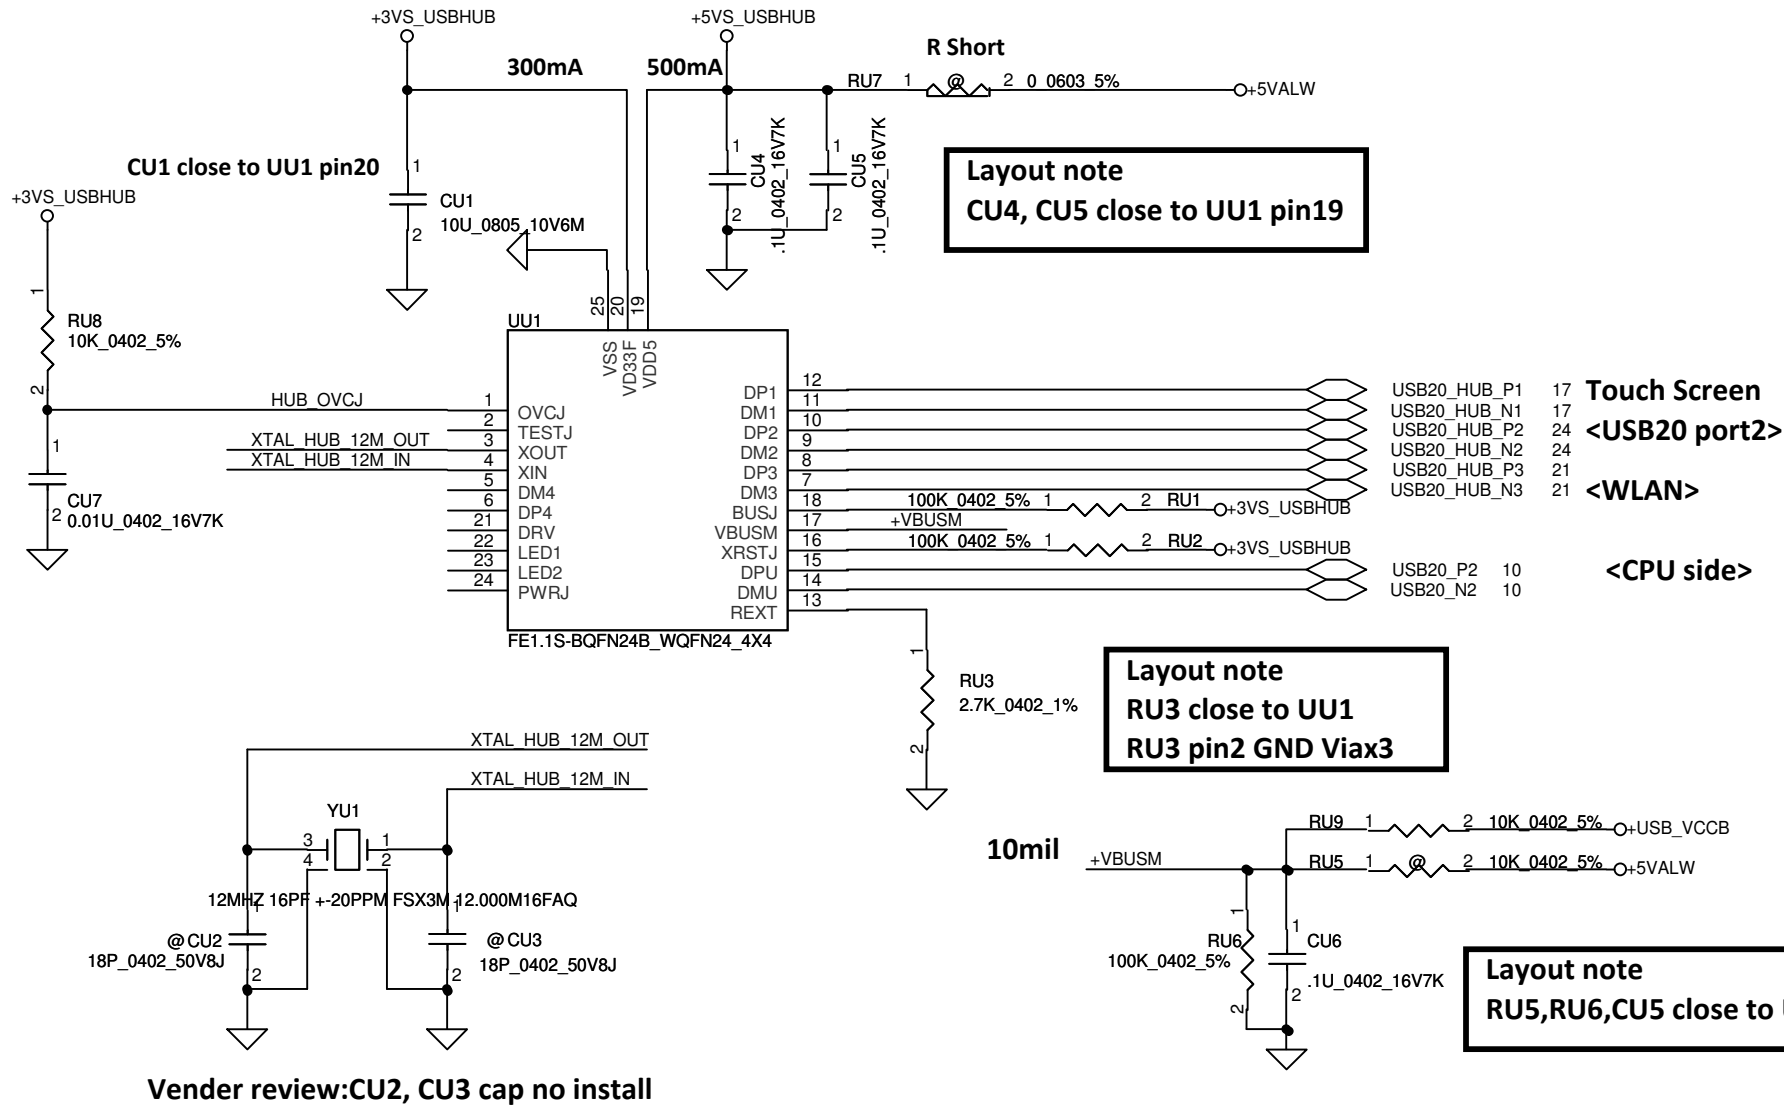 +3VS_USBHUB
+5VS_USBHUB
300mA
500mA
R Short
RU7 1 @ 2 0_0603_5%
+5VALW
CU1 close to UU1 pin20
1
CU1
10U_0805_10V6M
2
1
CU4
.1U_0402_16V7K
2
1
CU5
.1U_0402_16V7K
2
Layout note
CU4, CU5 close to UU1 pin19
+3VS_USBHUB
1
RU8
10K_0402_5%
2
HUB_OVCJ
XTAL_HUB_12M_OUT
XTAL_HUB_12M_IN
1
CU7
0.01U_0402_16V7K
2
UU1
25 20 19
VSS VD33F VDD5
1 OVCJ
2 TESTJ
3 XOUT
4 XIN
5 DM4
6 DP4
21 DRV
22 LED1
23 LED2
24 PWRJ
DP1 12
DM1 11
DP2 10
DM2 9
DP3 8
DM3 7
BUSJ 18
VBUSM 17
XRSTJ 16
DPU 15
DMU 14
REXT 13
FE1.1S-BQFN24B_WQFN24_4X4
USB20_HUB_P1 17 Touch Screen
USB20_HUB_N1 17
USB20_HUB_P2 24 <USB20 port2>
USB20_HUB_N2 24
USB20_HUB_P3 21
USB20_HUB_N3 21 <WLAN>
100K_0402_5% 1 2 RU1 +3VS_USBHUB
+VBUSM
100K_0402_5% 1 2 RU2 +3VS_USBHUB
USB20_P2 10 <CPU side>
USB20_N2 10
1
RU3
2.7K_0402_1%
2
Layout note
RU3 close to UU1
RU3 pin2 GND Viax3
XTAL_HUB_12M_OUT
XTAL_HUB_12M_IN
YU1
3 1
4 2
12MHZ 16PF +-20PPM FSX3M 12.000M16FAQ
1
@ CU2
18P_0402_50V8J
2
1
@ CU3
18P_0402_50V8J
2
Vender review:CU2, CU3 cap no install
10mil
+VBUSM
RU9 1 2 10K_0402_5% +USB_VCCB
RU5 1 @ 2 10K_0402_5% +5VALW
1
RU6
100K_0402_5%
2
1
CU6
.1U_0402_16V7K
2
Layout note
RU5,RU6,CU5 close to